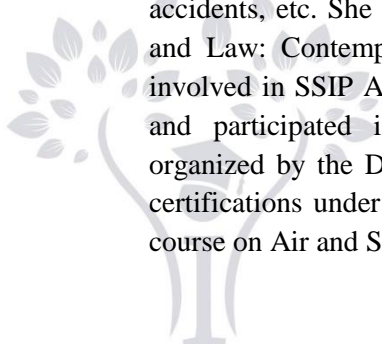 accidents, etc. She
and Law: Contemp
involved in SSIP A
and participated i
organized by the D
certifications under
course on Air and S